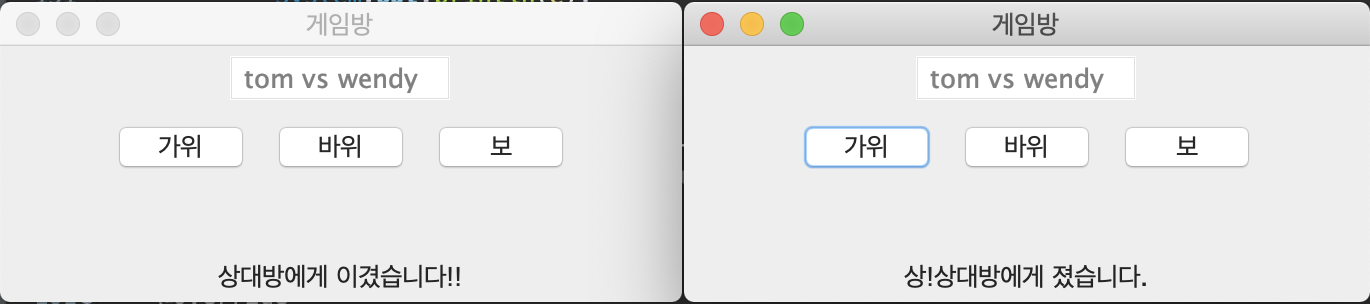 게임방
tom vs wendy
가위 바위 보
상대방에게 이겼습니다!!
게임방
tom vs wendy
가위 바위 보
상!상대방에게 졌습니다.